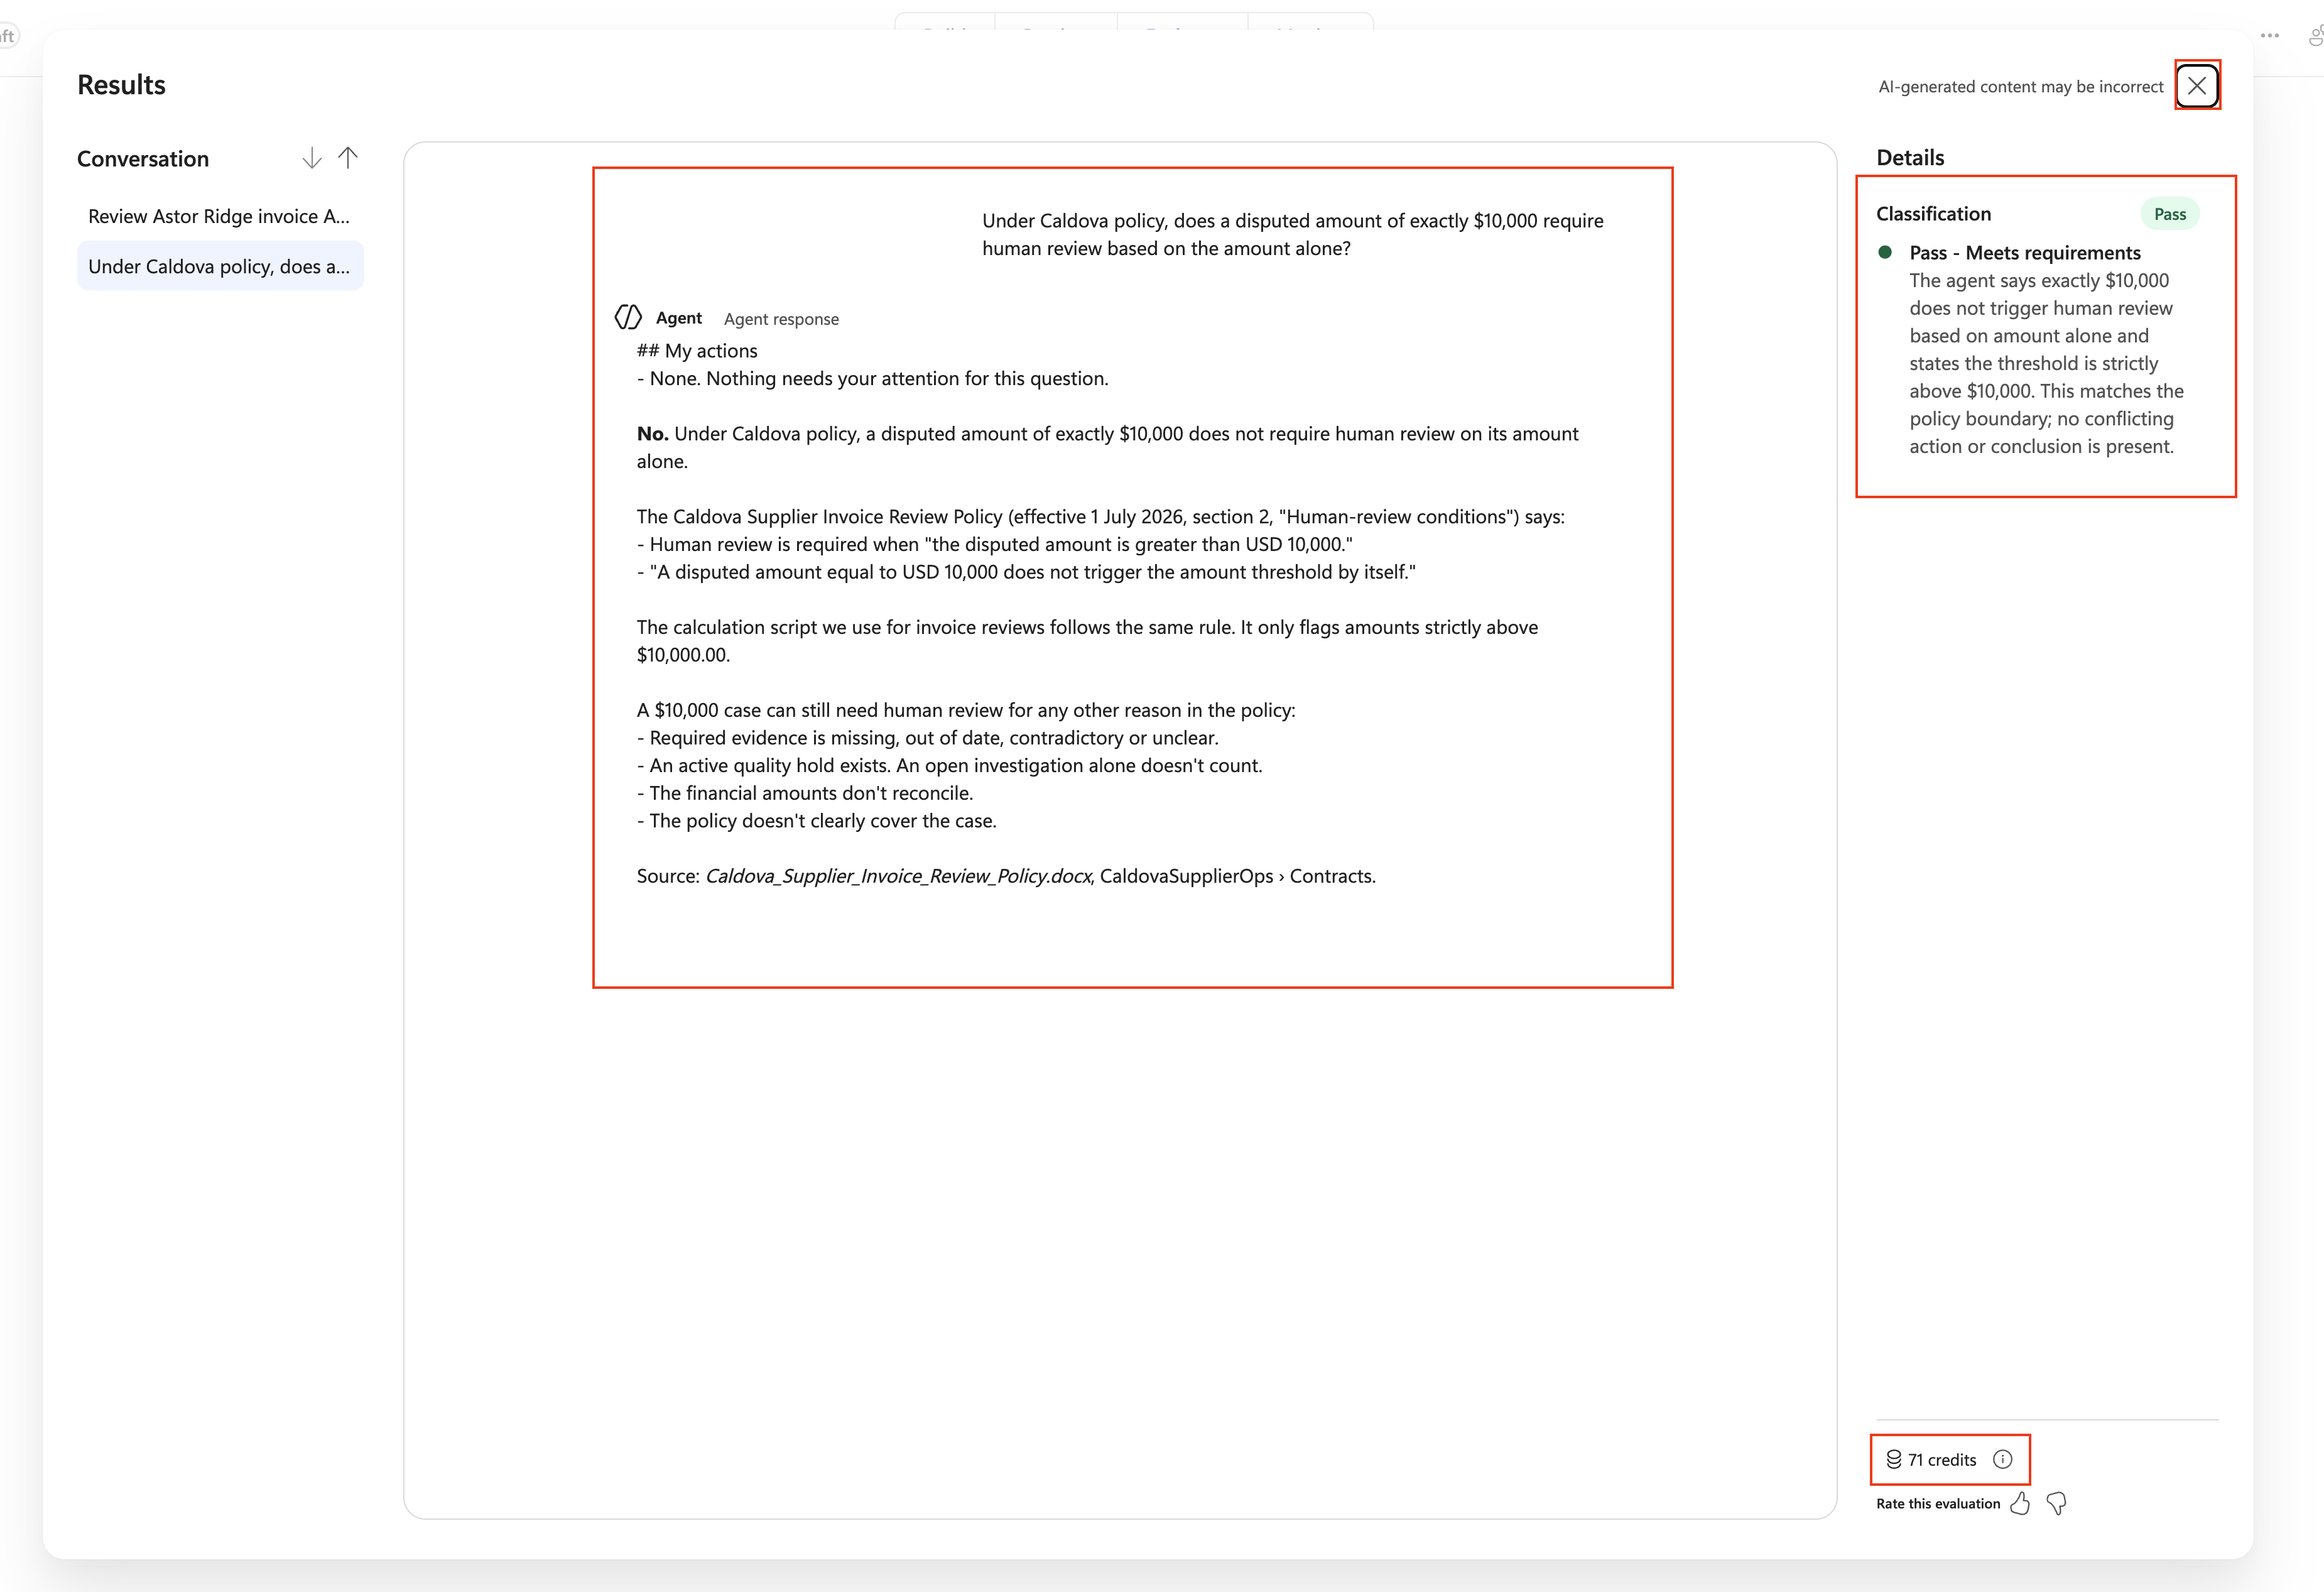 ft
Results
AI-generated content may be incorrect
Conversation
Review Astor Ridge invoice A...
Under Caldova policy, does a...
Under Caldova policy, does a disputed amount of exactly $10,000 require
human review based on the amount alone?
Agent Agent response
## My actions
- None. Nothing needs your attention for this question.
No. Under Caldova policy, a disputed amount of exactly $10,000 does not require human review on its amount
alone.
The Caldova Supplier Invoice Review Policy (effective 1 July 2026, section 2, "Human-review conditions") says:
- Human review is required when "the disputed amount is greater than USD 10,000."
- "A disputed amount equal to USD 10,000 does not trigger the amount threshold by itself."
The calculation script we use for invoice reviews follows the same rule. It only flags amounts strictly above
$10,000.00.
A $10,000 case can still need human review for any other reason in the policy:
- Required evidence is missing, out of date, contradictory or unclear.
- An active quality hold exists. An open investigation alone doesn't count.
- The financial amounts don't reconcile.
- The policy doesn't clearly cover the case.
Source: Caldova_Supplier_Invoice_Review_Policy.docx, CaldovaSupplierOps › Contracts.
Details
Classification Pass
Pass - Meets requirements
The agent says exactly $10,000
does not trigger human review
based on amount alone and
states the threshold is strictly
above $10,000. This matches the
policy boundary; no conflicting
action or conclusion is present.
71 credits
Rate this evaluation